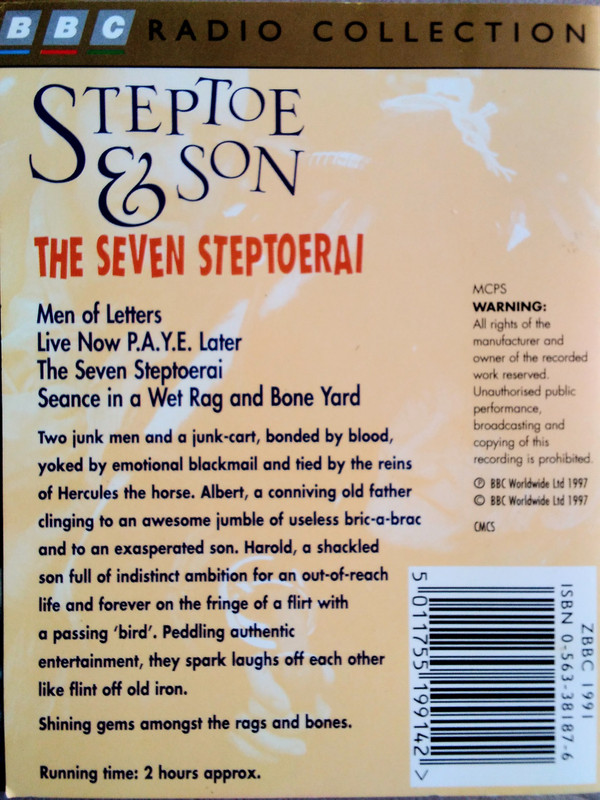 BBC RADIO COLLECTION
STEPTOE
& SON
THE SEVEN STEPTOERAI
Men of Letters
Live Now P.A.Y.E. Later
The Seven Steptoerai
Seance in a Wet Rag and Bone Yard
Two junk men and a junk-cart, bonded by blood,
yoked by emotional blackmail and tied by the reins
of Hercules the horse. Albert, a conniving old father
clinging to an awesome jumble of useless bric-a-brac
and to an exasperated son. Harold, a shackled
son full of indistinct ambition for an out-of-reach
life and forever on the fringe of a flirt with
a passing ‘bird’. Peddling authentic
entertainment, they spark laughs off each other
like flint off old iron.
Shining gems amongst the rags and bones.
Running time: 2 hours approx.
MCPS
WARNING:
All rights of the
manufacturer and
owner of the recorded
work reserved.
Unauthorised public
performance,
broadcasting and
copying of this
recording is prohibited.
℗ BBC Worldwide Ltd 1997
© BBC Worldwide Ltd 1997
CMCS
ZBBC 1991
ISBN 0-563-38187-6
5 011755 199142 >